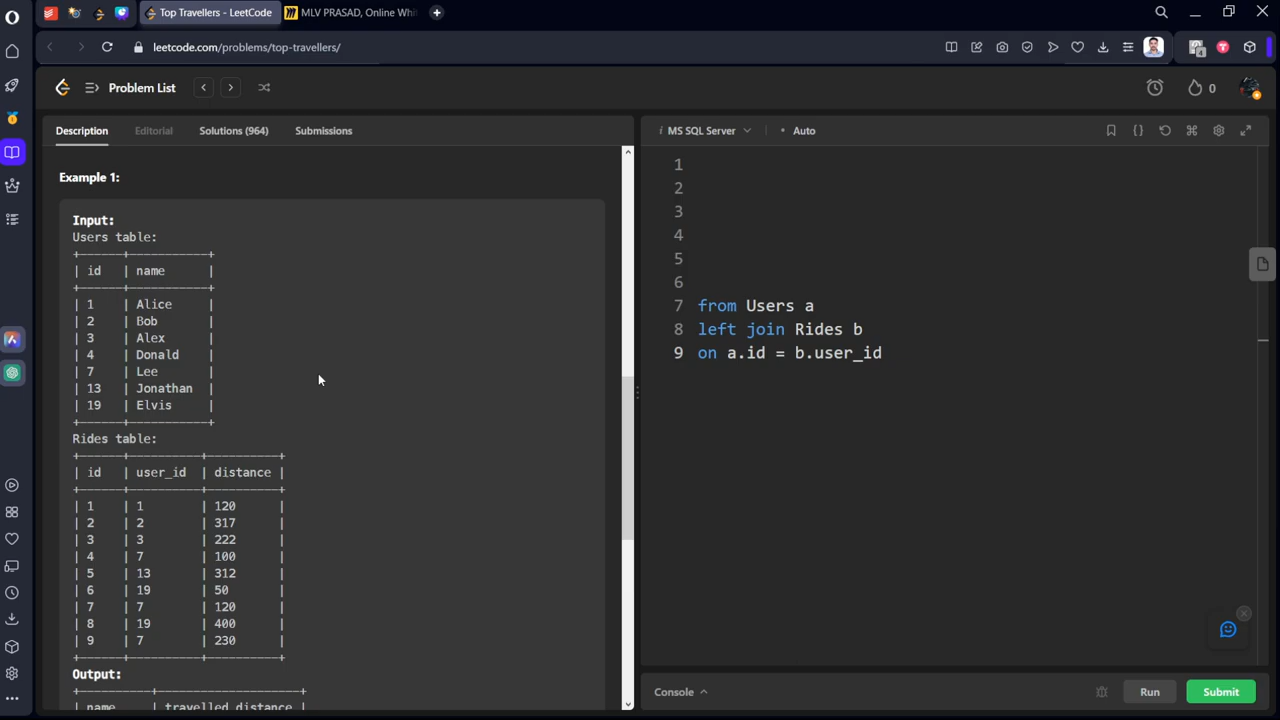 Top Travellers - LeetCode
MLV PRASAD, Online Whi
leetcode.com/problems/top-travellers/
4
Problem List
0
Description
Editorial
Solutions (964)
Submissions
Example 1:
Input:
Users table:
+------+-----------+
| id | name |
+------+-----------+
| 1 | Alice |
| 2 | Bob |
| 3 | Alex |
| 4 | Donald |
| 7 | Lee |
| 13 | Jonathan |
| 19 | Elvis |
+------+-----------+
Rides table:
+------+----------+----------+
| id | user_id | distance |
+------+----------+----------+
| 1 | 1 | 120 |
| 2 | 2 | 317 |
| 3 | 3 | 222 |
| 4 | 7 | 100 |
| 5 | 13 | 312 |
| 6 | 19 | 50 |
| 7 | 7 | 120 |
| 8 | 19 | 400 |
| 9 | 7 | 230 |
+------+----------+----------+
Output:
+----------+--------------------+
| name | travelled_distance |
i MS SQL Server
• Auto
{}
1
2
3
4
5
6
7 from Users a
8 left join Rides b
9 on a.id = b.user_id
Console
Run
Submit